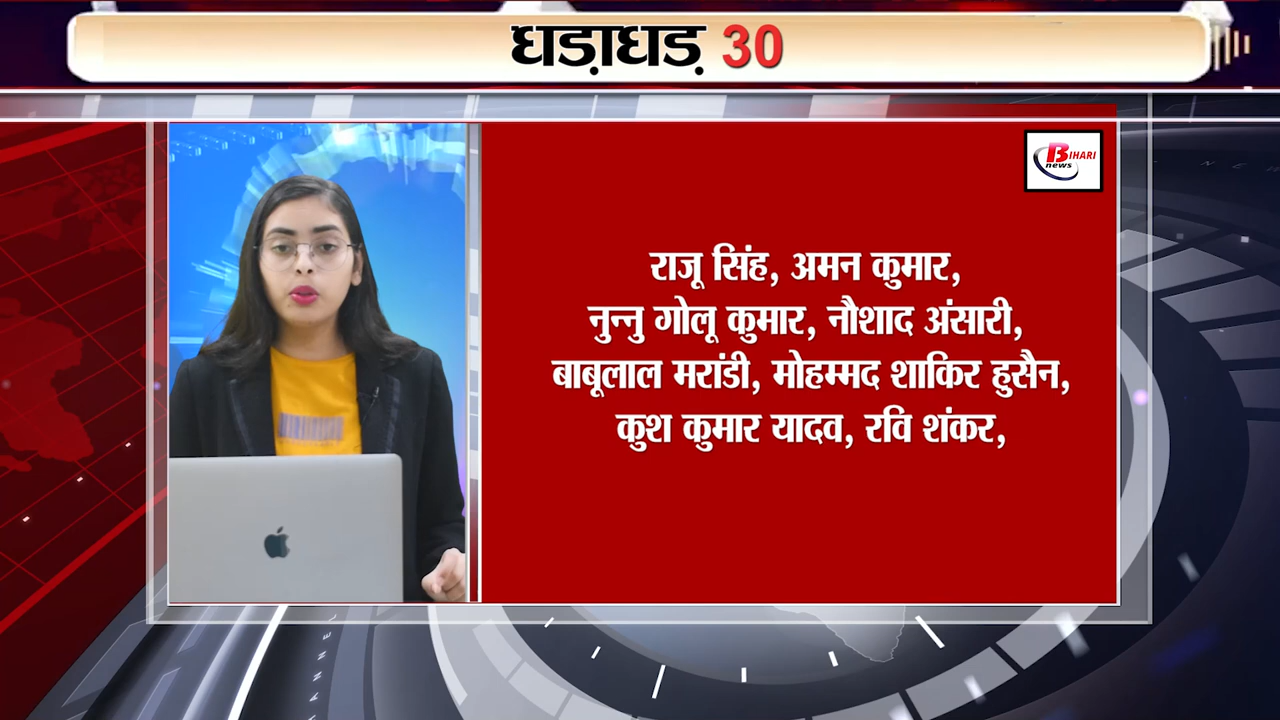 धड़ाधड़ 30
BIHARI
news
राजू सिंह, अमन कुमार,
नुन्नु गोलू कुमार, नौशाद अंसारी,
बाबूलाल मरांडी, मोहम्मद शाकिर हुसैन,
कुश कुमार यादव, रवि शंकर,